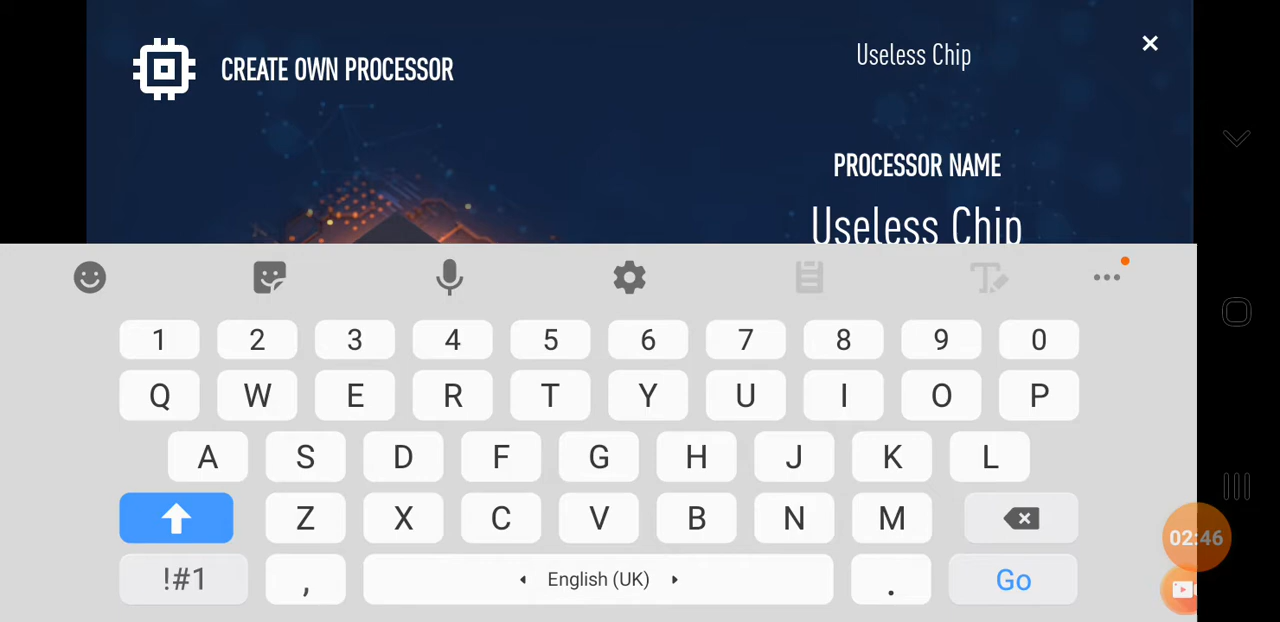 CREATE OWN PROCESSOR
Useless Chip
PROCESSOR NAME
Useless Chip
1 2 3 4 5 6 7 8 9 0
Q W E R T Y U I O P
A S D F G H J K L
Z X C V B N M
!#1 , English (UK) . Go
02:46